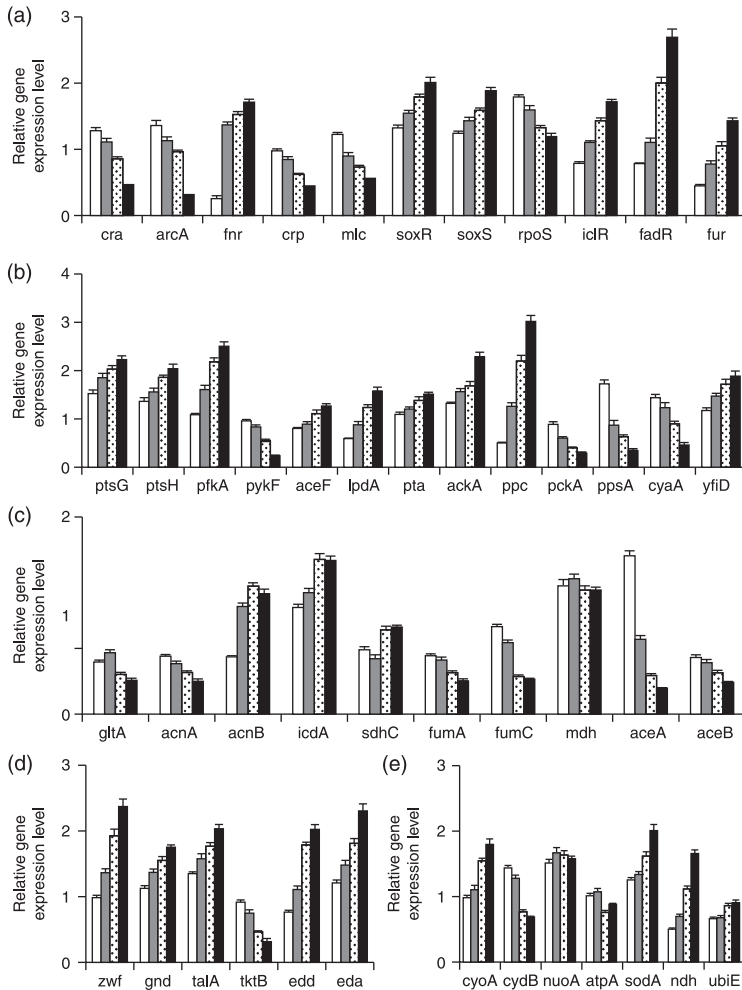 (a)
Relative gene
expression level
3
2
1
0
cra arcA fnr crp mlc soxR soxS rpoS iclR fadR fur
(b)
Relative gene
expression level
4
3
2
1
0
ptsG ptsH pfkA pykF aceF lpdA pta ackA ppc pckA ppsA cyaA yfiD
(c)
Relative gene
expression level
2
1
0
gltA acnA acnB icdA sdhC fumA fumC mdh aceA aceB
(d)
Relative gene
expression level
3
2
1
0
zwf gnd talA tktB edd eda
(e)
Relative gene
expression level
3
2
1
0
cyoA cydB nuoA atpA sodA ndh ubiE